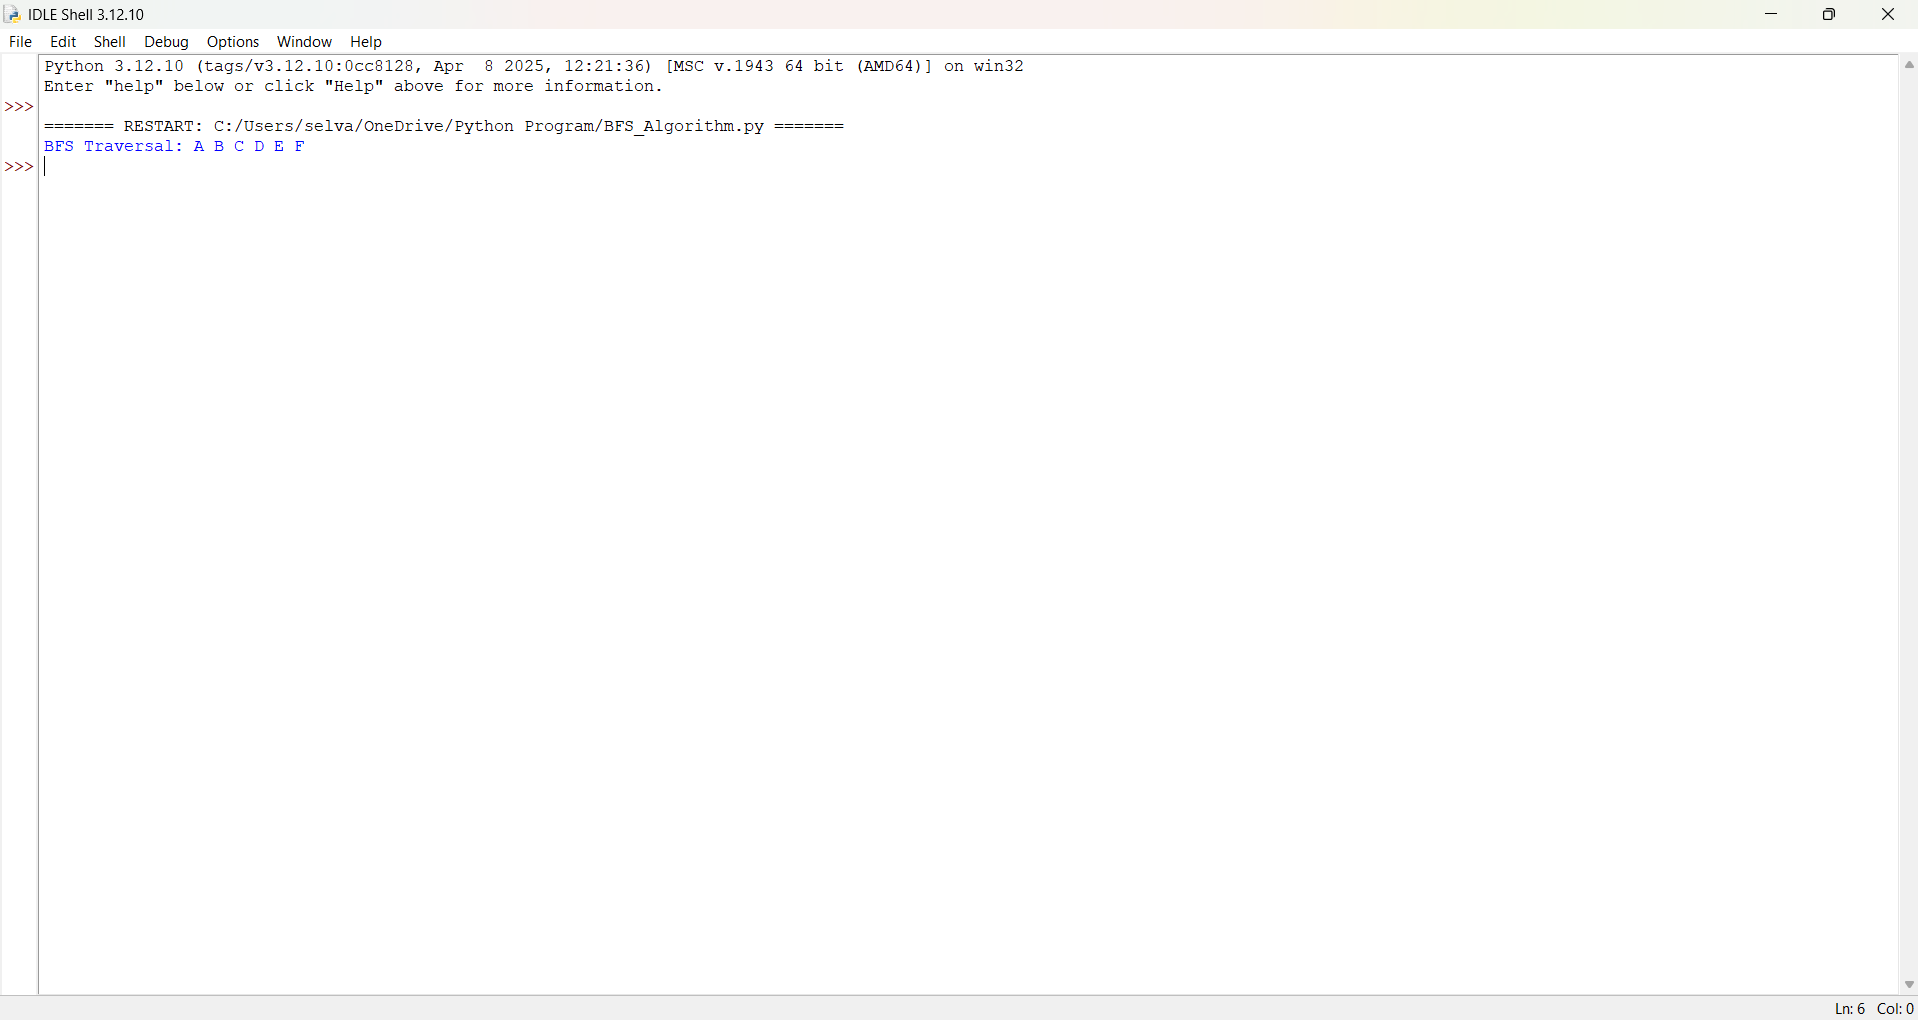 IDLE Shell 3.12.10
File Edit Shell Debug Options Window Help
Python 3.12.10 (tags/v3.12.10:0cc8128, Apr  8 2025, 12:21:36) [MSC v.1943 64 bit (AMD64)] on win32
Enter "help" below or click "Help" above for more information.
>>>
======= RESTART: C:/Users/selva/OneDrive/Python Program/BFS_Algorithm.py =======
BFS Traversal: A B C D E F
>>>
Ln: 6 Col: 0